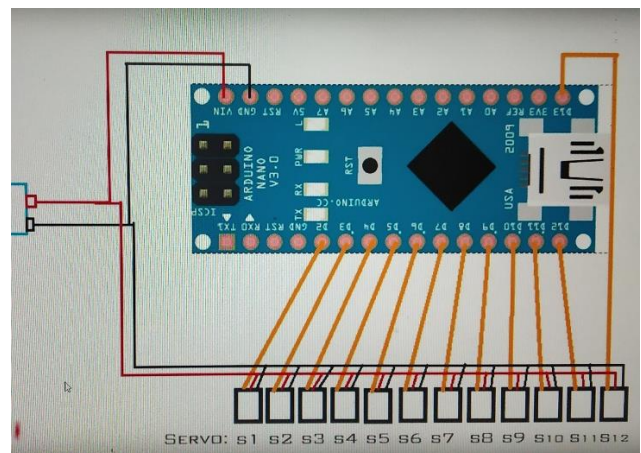 VIN GND RST 5V A7 A6 A5 A4 A3 A2 A1 A0 REF 3V3 D13
L
PWR
RX
TX
RST
ICSP
1
ARDUINO
NANO
V3.0
ARDUINO.CC
USA
TX1 RX0 RST GND D2 D3 D4 D5 D6 D7 D8 D9 D10 D11 D12
SERVO: S1 S2 S3 S4 S5 S6 S7 S8 S9 S10 S11 S12